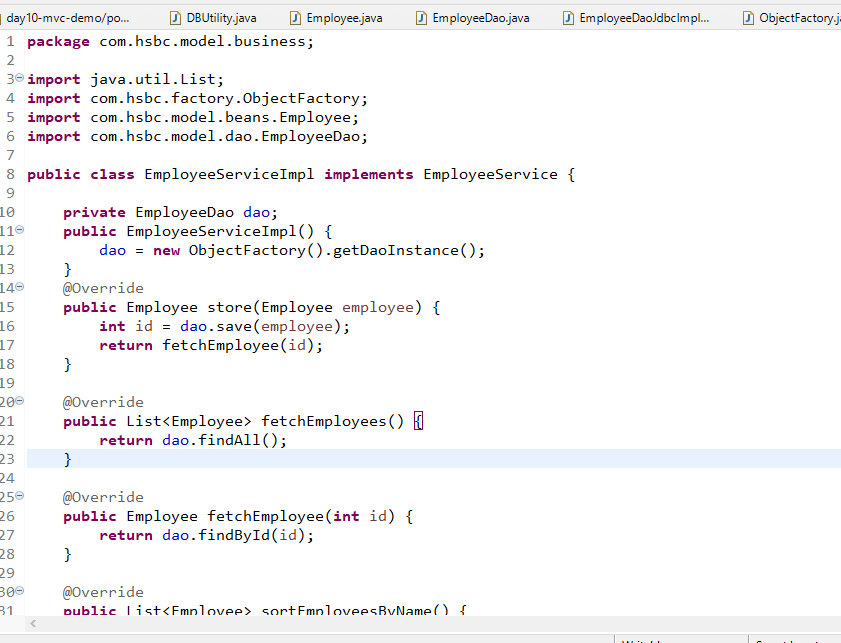 day10-mvc-demo/po... DBUtility.java Employee.java EmployeeDao.java EmployeeDaoJdbcImpl... ObjectFactory.j
1 package com.hsbc.model.business;
2
3 import java.util.List;
4 import com.hsbc.factory.ObjectFactory;
5 import com.hsbc.model.beans.Employee;
6 import com.hsbc.model.dao.EmployeeDao;
7
8 public class EmployeeServiceImpl implements EmployeeService {
9
10 private EmployeeDao dao;
11 public EmployeeServiceImpl() {
12 dao = new ObjectFactory().getDaoInstance();
13 }
14 @Override
15 public Employee store(Employee employee) {
16 int id = dao.save(employee);
17 return fetchEmployee(id);
18 }
19
20 @Override
21 public List<Employee> fetchEmployees() {
22 return dao.findAll();
23 }
24
25 @Override
26 public Employee fetchEmployee(int id) {
27 return dao.findById(id);
28 }
29
30 @Override
31 public List<Employee> sortEmployeesByName() {